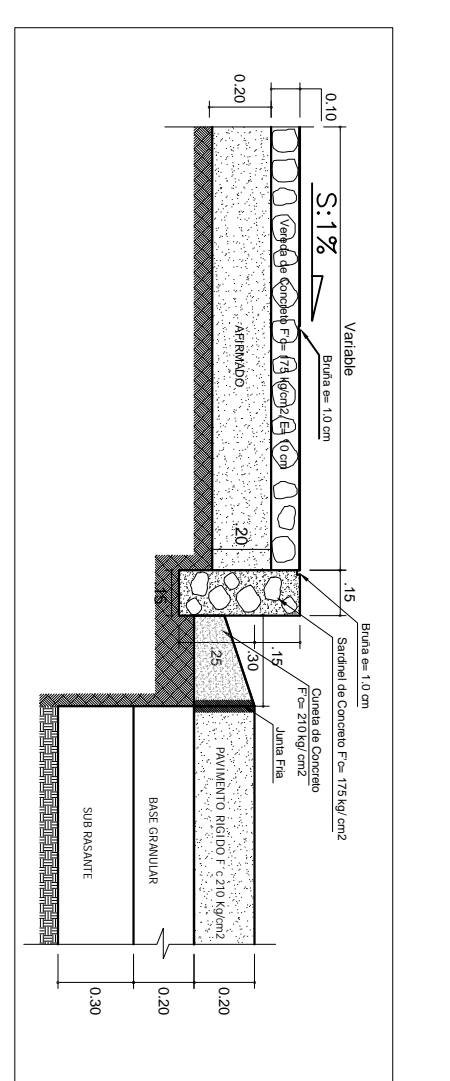 Variable
.15
0.10
0.20
S:1%
Bruña e= 1.0 cm
Vereda de Concreto F'c= 175 kg/cm2, E= 10 cm
AFIRMADO
.20
.15
Bruña e= 1.0 cm
Sardinel de Concreto F'c= 175 kg/cm2
Cuneta de Concreto
F'c= 210 kg/cm2
Junta Fria
.15
.30
.25
PAVIMENTO RIGIDO F´c 210 Kg/cm2
BASE GRANULAR
SUB RASANTE
0.20
0.20
0.30